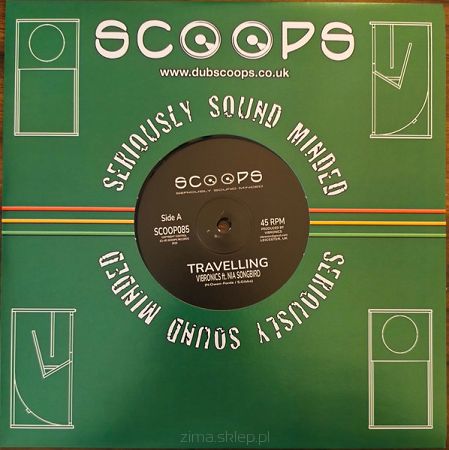 SCOOPS
www.dubscoops.co.uk
SERIOUSLY SOUND MINDED
SCOOPS
SERIOUSLY SOUND MINDED
Side A
SCOOP085
45 RPM
PRODUCED BY
VIBRONICS
LEICESTER, UK
TRAVELLING
VIBRONICS ft. NIA SONGBIRD
SERIOUSLY SOUND MINDED
zima.sklep.pl